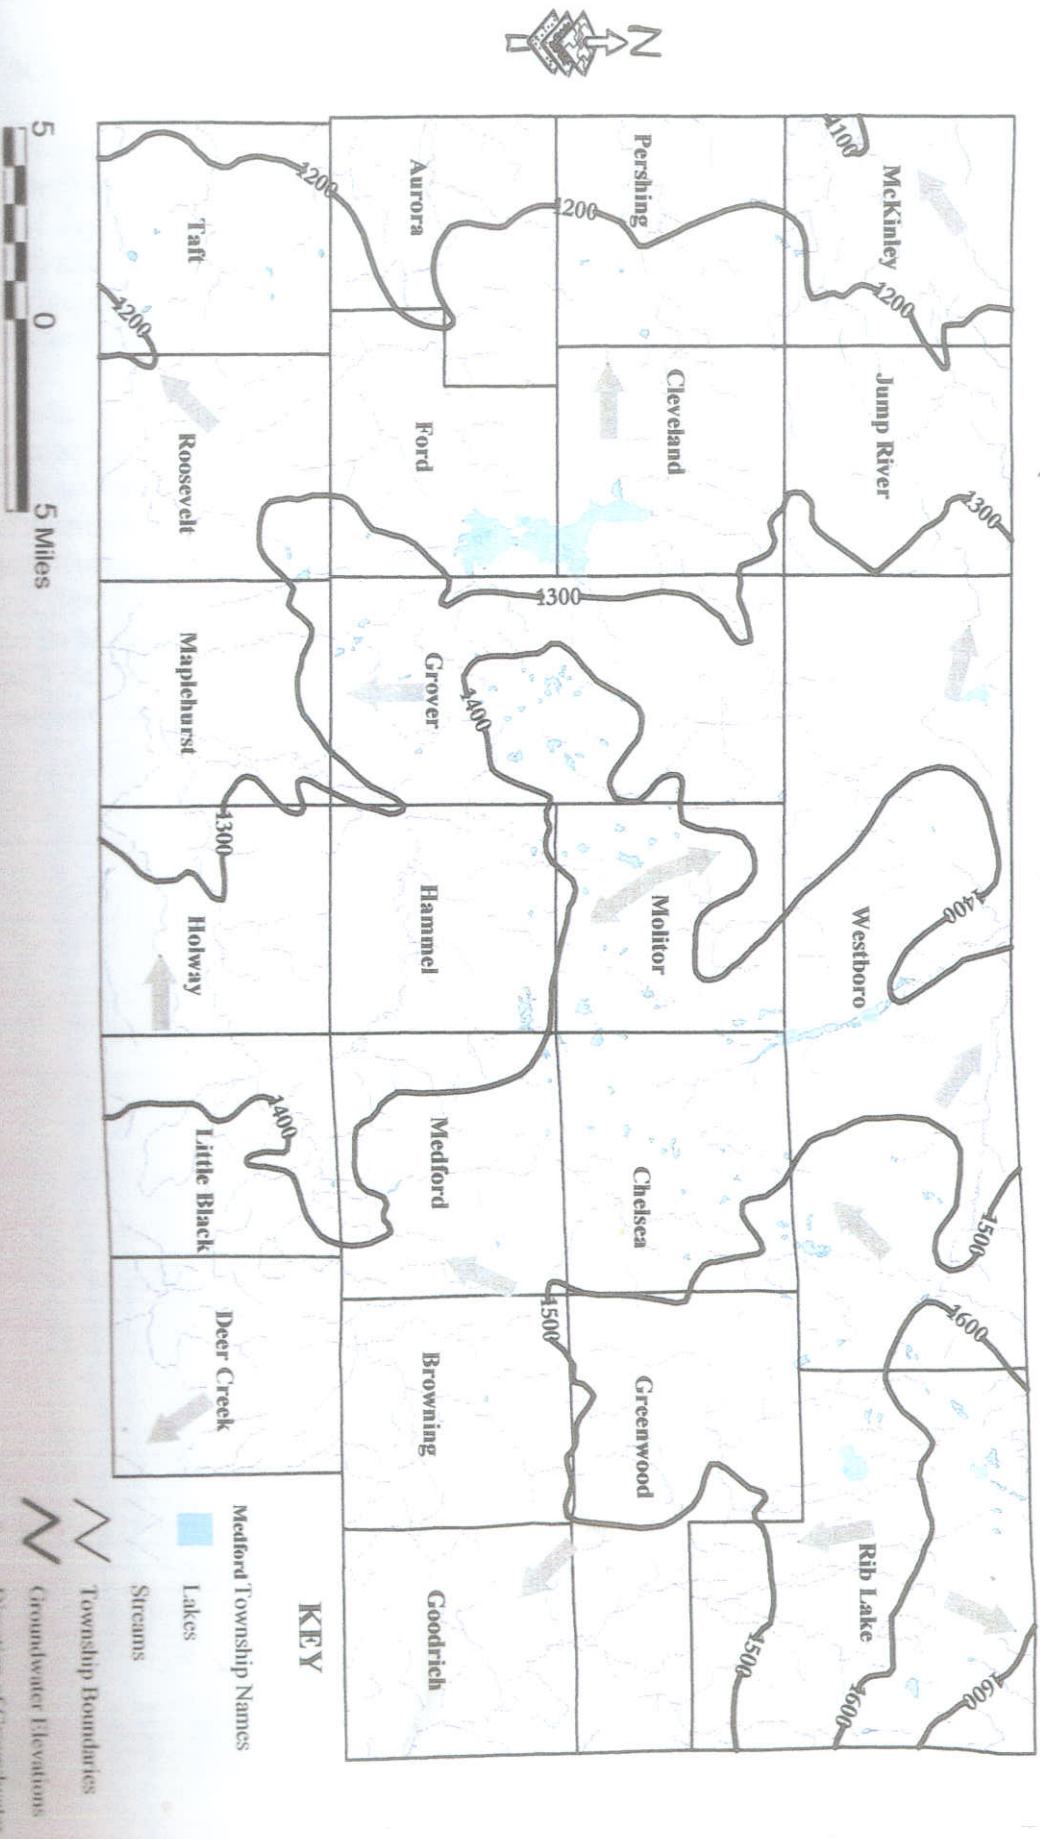 N
McKinley
1100
Jump River
1200
1300
Westboro
1400
1500
1600
Rib Lake
1600
1600
1500
Pershing
1200
Cleveland
1300
Molitor
Chelsea
Greenwood
Aurora
Ford
Grover
1400
Hammel
Medford
1500
Browning
Goodrich
1200
Taft
1200
Roosevelt
Maplehurst
1300
Holway
1400
Little Black
Deer Creek
KEY
Medford Township Names
Lakes
Streams
Township Boundaries
Groundwater Elevations
5 0 5 Miles